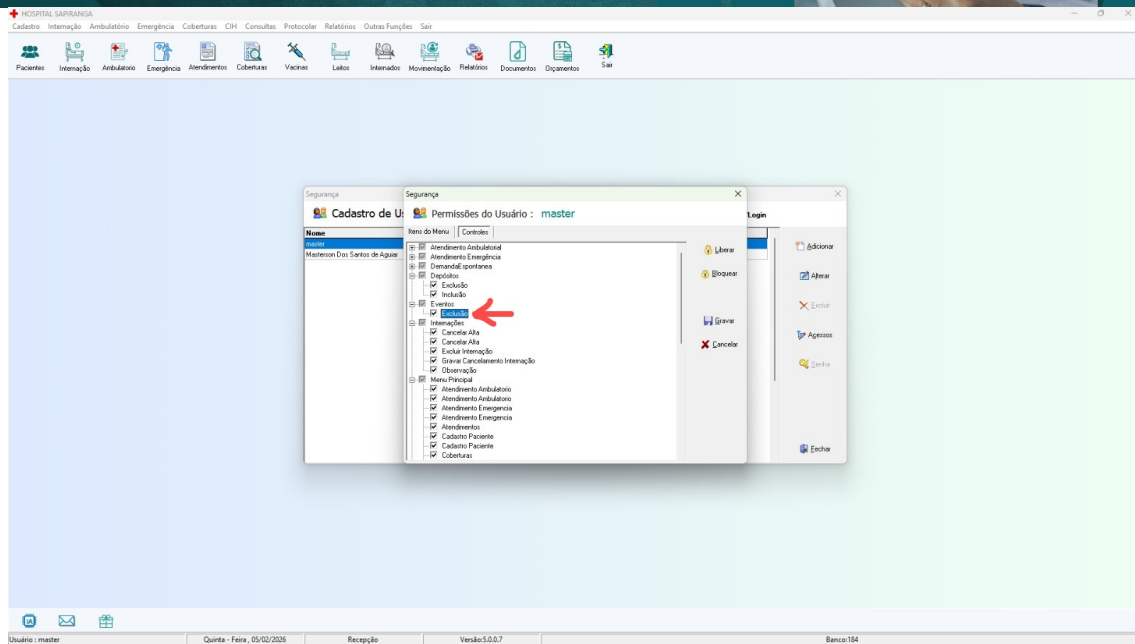 HOSPITAL SAPIRANGA
Cadastro Internação Ambulatório Emergência Coberturas CIH Consultas Protocolar Relatórios Outras Funções Sair
Pacientes Internação Ambulatorio Emergência Atendimentos Coberturas Vacinas Leitos Internados Movimentação Relatórios Documentos Orçamentos Sair
Segurança
Cadastro de U
Login
Nome
master
Masterson Dos Santos de Aguiar
Adicionar
Alterar
Excluir
Acessos
Senha
Fechar
Segurança
Permissões do Usuário : master
Itens do Menu Controles
Atendimento Ambulatorial
Atendimento Emergência
DemandaEspontanea
Depósitos
Exclusão
Inclusão
Eventos
Exclusão
Internações
Cancelar Alta
Cancelar Alta
Excluir Internação
Gravar Cancelamento Internação
Observação
Menu Principal
Atendimento Ambulatorio
Atendimento Ambulatorio
Atendimento Emergencia
Atendimento Emergencia
Atendimentos
Cadastro Paciente
Cadastro Paciente
Coberturas
Liberar
Bloquear
Gravar
Cancelar
IA
Usuário : master Quinta - Feira , 05/02/2026 Recepção Versão:5.0.0.7 Banco:184